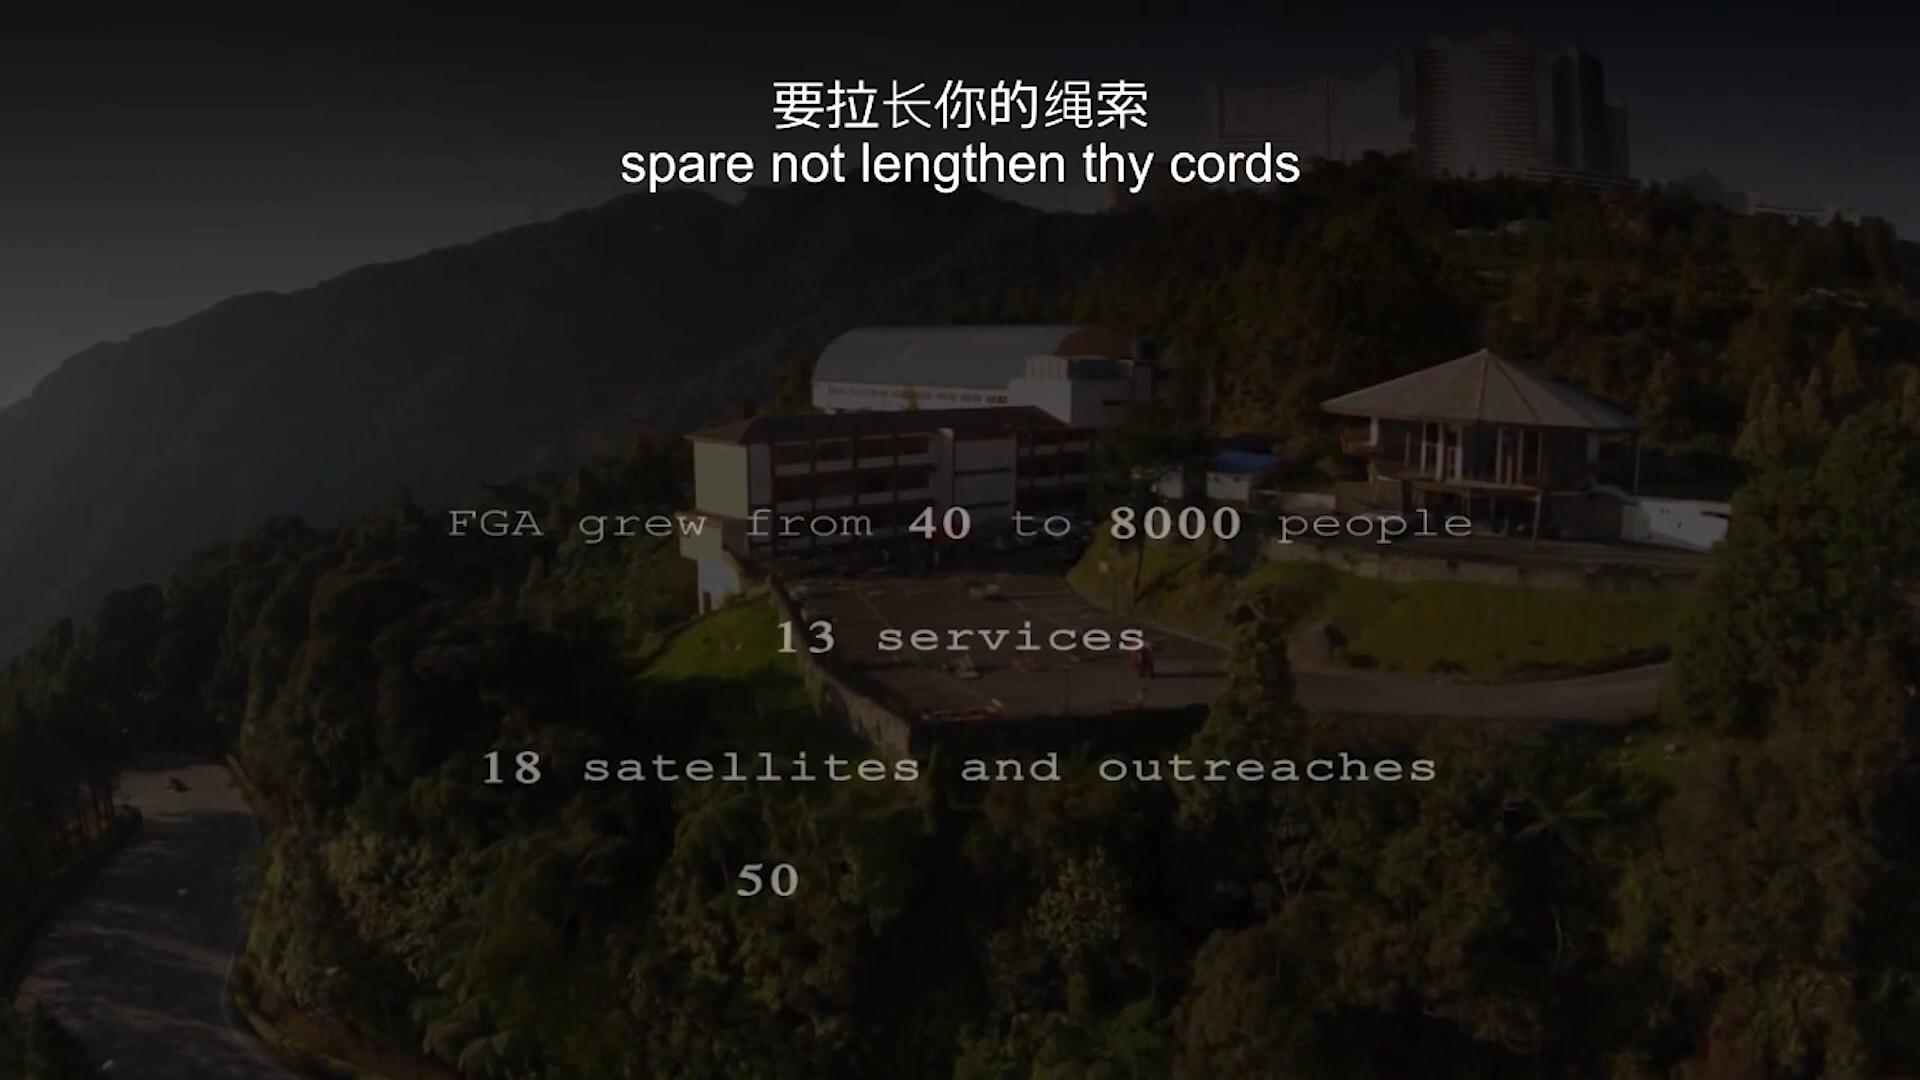 要拉长你的绳索
spare not lengthen thy cords
FGA grew from 40 to 8000 people
13 services
18 satellites and outreaches
50